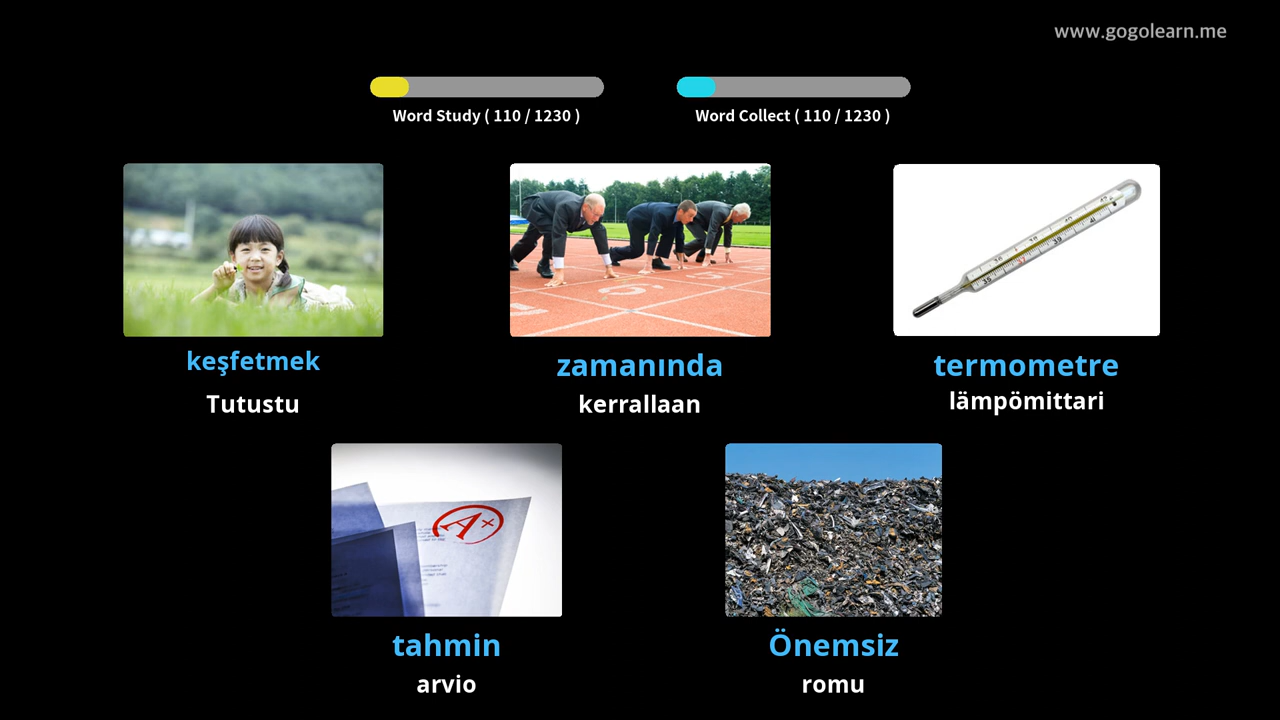 www.gogolearn.me
Word Study ( 110 / 1230 )
Word Collect ( 110 / 1230 )
keşfetmek
Tutustu
zamanında
kerrallaan
termometre
lämpömittari
A+
tahmin
arvio
Önemsiz
romu